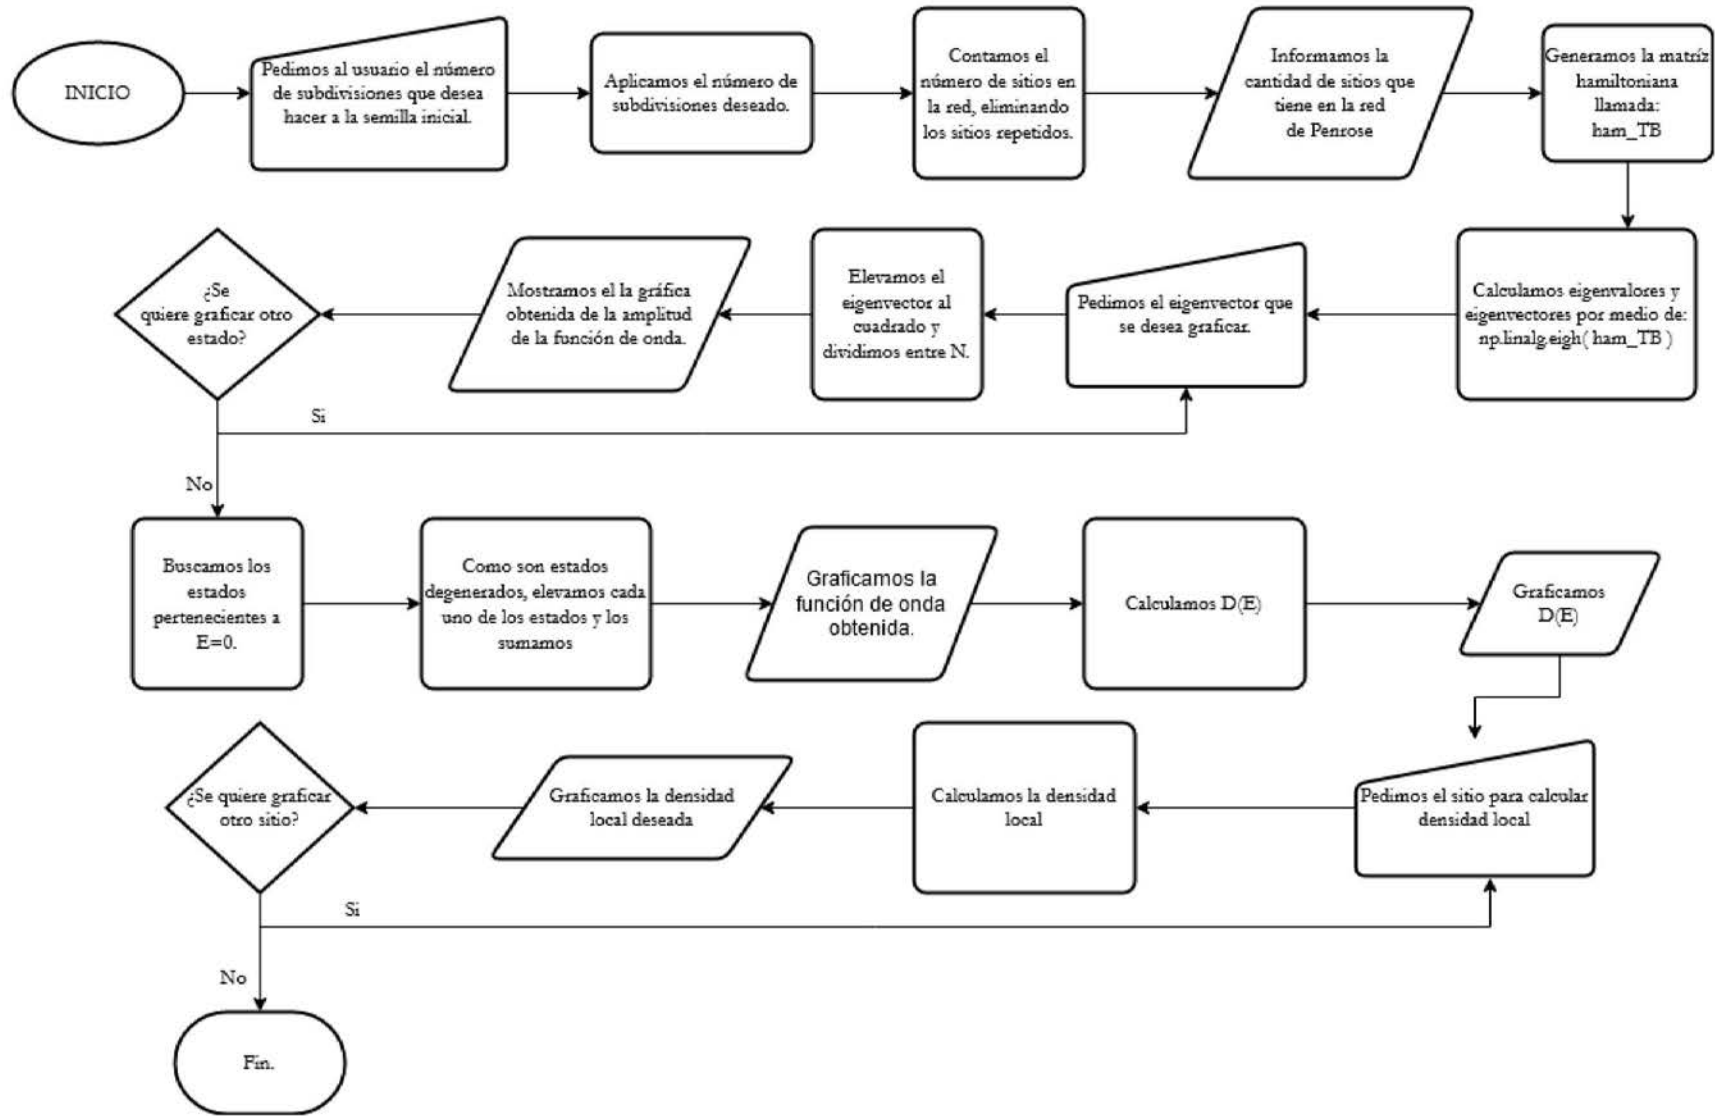 INICIO
Pedimos al usuario el número
de subdivisiones que desea
hacer a la semilla inicial.
Aplicamos el número de
subdivisiones deseado.
Contamos el
número de sitios en
la red, eliminando
los sitios repetidos.
Informamos la
cantidad de sitios que
tiene en la red
de Penrose
Generamos la matríz
hamiltoniana
llamada:
ham_TB
Calculamos eigenvalores y
eigenvectores por medio de:
np.linalg.eigh( ham_TB )
Pedimos el eigenvector que
se desea graficar.
Elevamos el
eigenvector al
cuadrado y
dividimos entre N.
Mostramos el la gráfica
obtenida de la amplitud
de la función de onda.
¿Se
quiere graficar otro
estado?
Si
No
Buscamos los
estados
pertenecientes a
E=0.
Como son estados
degenerados, elevamos cada
uno de los estados y los
sumamos
Graficamos la
función de onda
obtenida.
Calculamos D(E)
Graficamos
D(E)
Pedimos el sitio para calcular
densidad local
Calculamos la densidad
local
Graficamos la densidad
local deseada
¿Se quiere graficar
otro sitio?
Si
No
Fin.